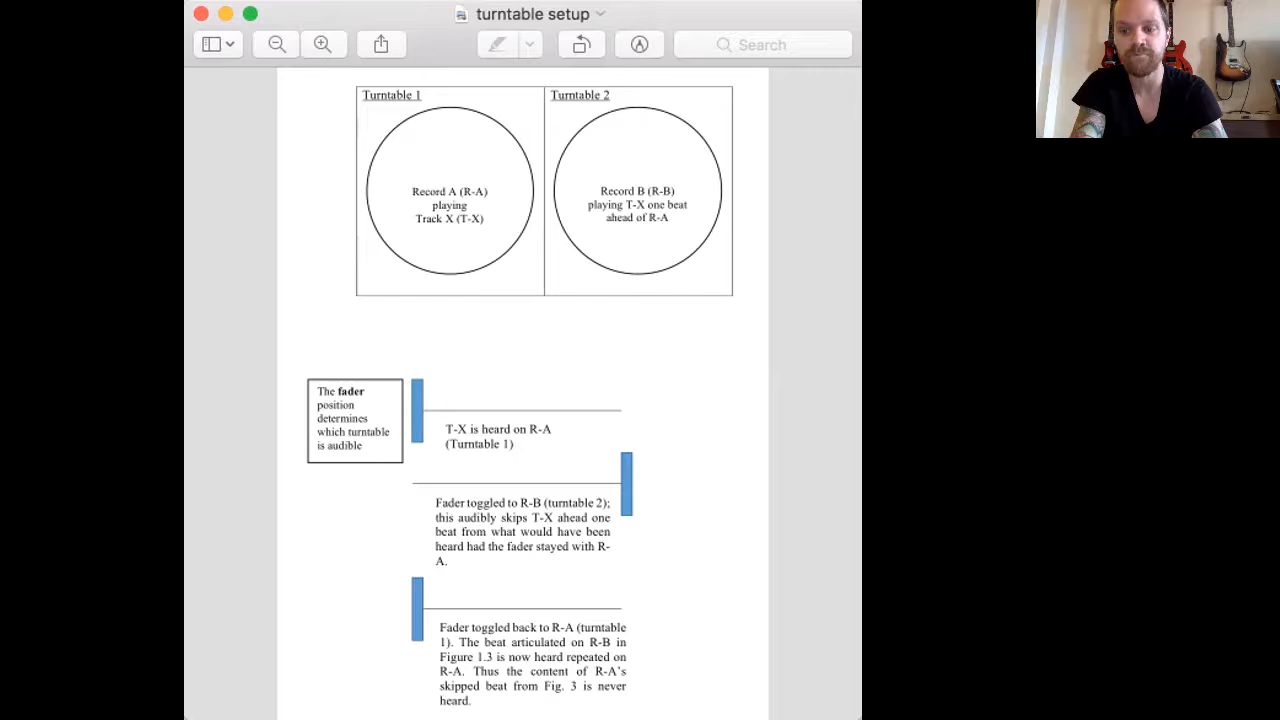 turntable setup
Search
Turntable 1
Turntable 2
Record A (R-A)
playing
Track X (T-X)
Record B (R-B)
playing T-X one beat
ahead of R-A
The fader
position
determines
which turntable
is audible
T-X is heard on R-A
(Turntable 1)
Fader toggled to R-B (turntable 2);
this audibly skips T-X ahead one
beat from what would have been
heard had the fader stayed with R-
A.
Fader toggled back to R-A (turntable
1). The beat articulated on R-B in
Figure 1.3 is now heard repeated on
R-A. Thus the content of R-A's
skipped beat from Fig. 3 is never
heard.